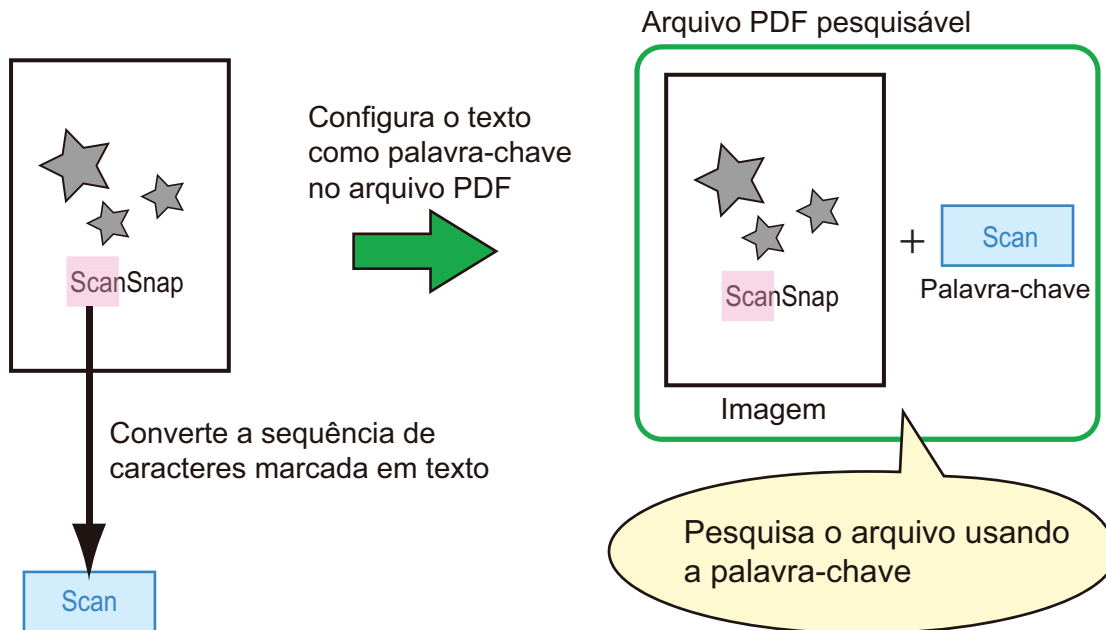 Arquivo PDF pesquisável
Configura o texto
como palavra-chave
no arquivo PDF
ScanSnap
Converte a sequência de
caracteres marcada em texto
Scan
ScanSnap
Imagem
+
Scan
Palavra-chave
Pesquisa o arquivo usando
a palavra-chave